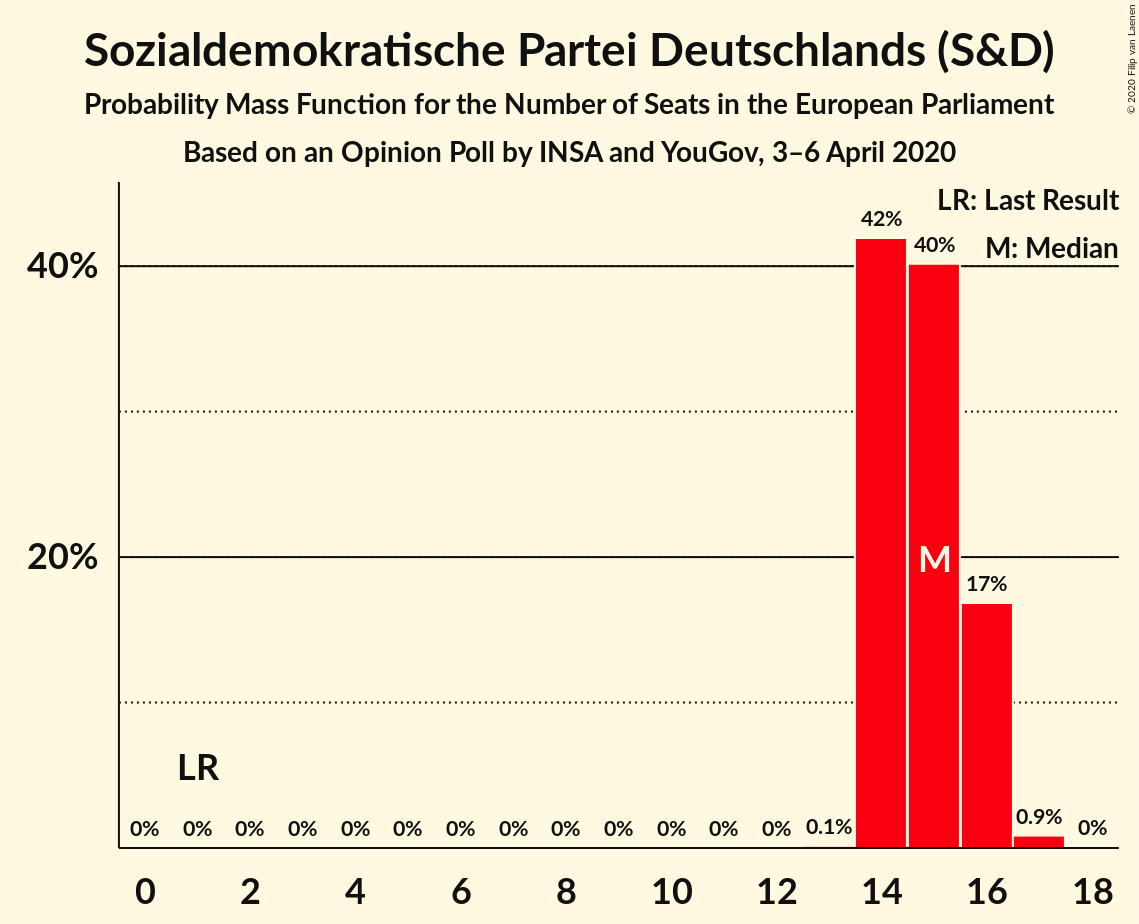 Sozialdemokratische Partei Deutschlands (S&D)
Probability Mass Function for the Number of Seats in the European Parliament
Based on an Opinion Poll by INSA and YouGov, 3–6 April 2020
© 2020 Filip van Laenen
LR: Last Result
M: Median
42%
40%
40%
20%
M
17%
LR
0% 0% 0% 0% 0% 0% 0% 0% 0% 0% 0% 0% 0% 0.1% 0.9% 0%
0 2 4 6 8 10 12 14 16 18